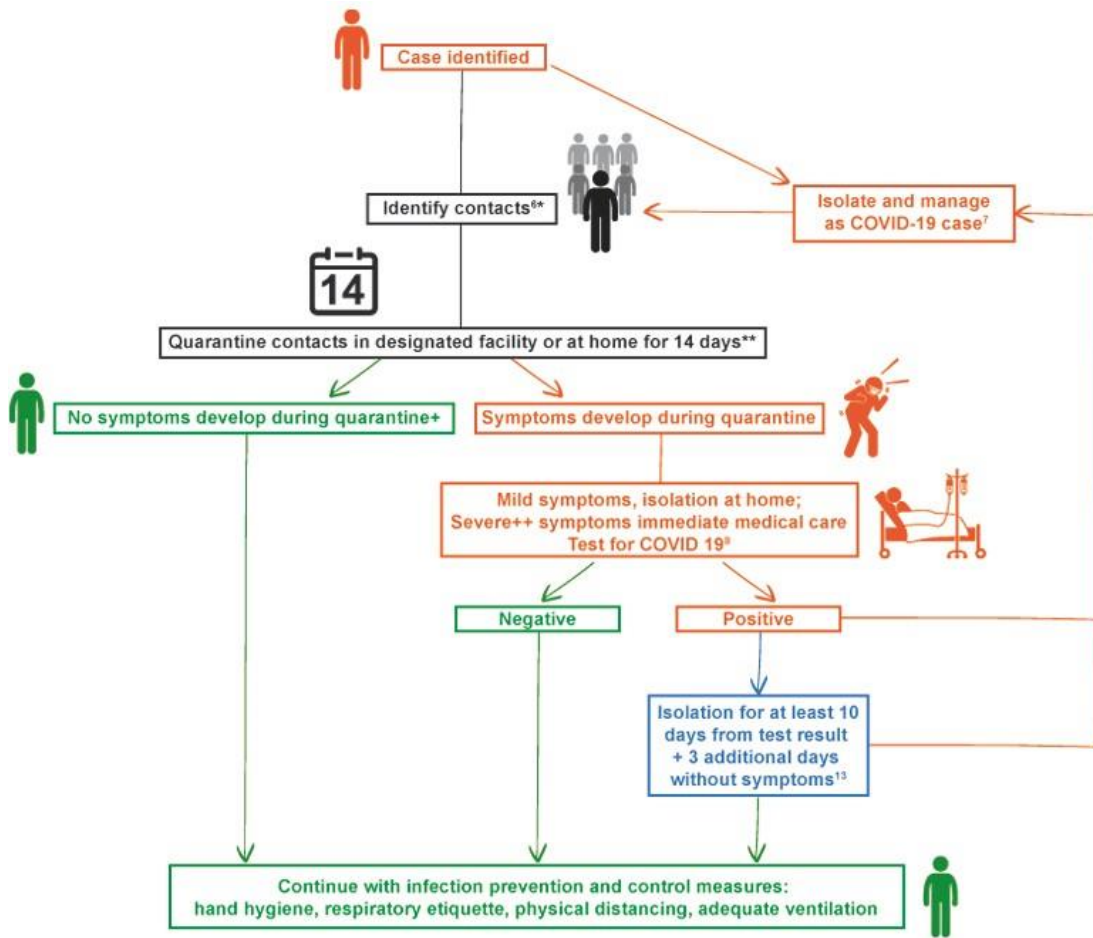 Case identified
Identify contacts⁶*
Isolate and manage
as COVID-19 case⁷
14
Quarantine contacts in designated facility or at home for 14 days**
No symptoms develop during quarantine+
Symptoms develop during quarantine
Mild symptoms, isolation at home;
Severe++ symptoms immediate medical care
Test for COVID 19⁸
Negative
Positive
Isolation for at least 10
days from test result
+ 3 additional days
without symptoms¹³
Continue with infection prevention and control measures:
hand hygiene, respiratory etiquette, physical distancing, adequate ventilation